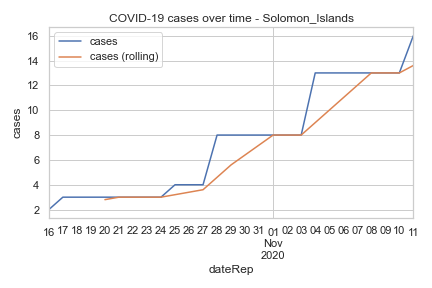 COVID-19 cases over time - Solomon_Islands
cases
cases (rolling)
16
14
12
10
8
6
4
2
cases
16 17 18 19 20 21 22 23 24 25 26 27 28 29 30 31 01 02 03 04 05 06 07 08 09 10 11
Nov
2020
dateRep